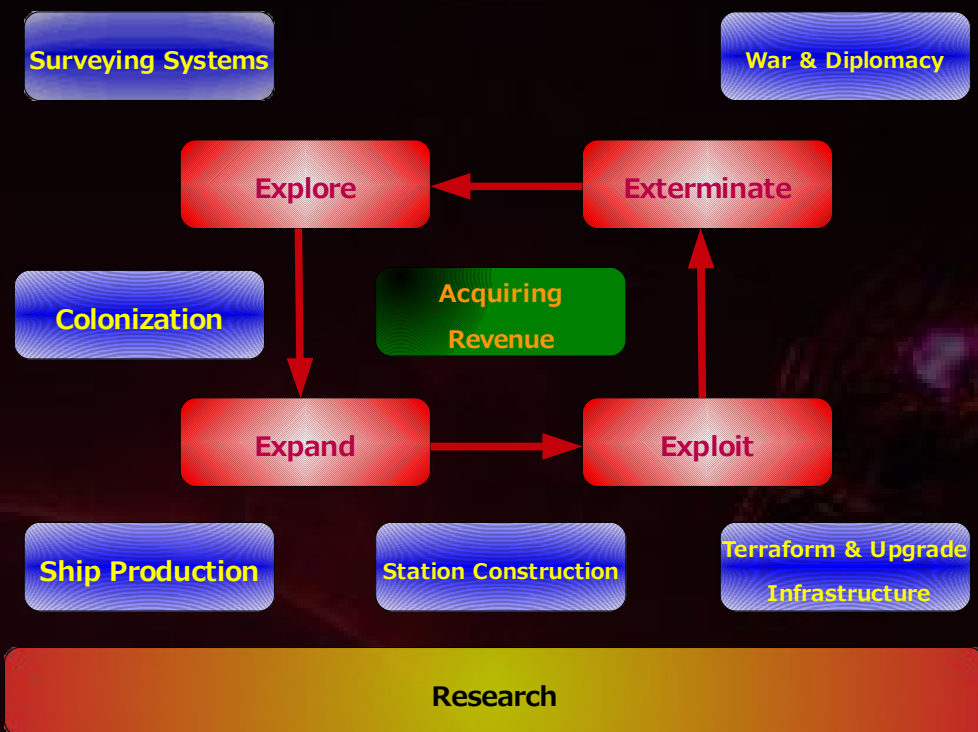 Surveying Systems
War & Diplomacy
Explore
Exterminate
Colonization
Acquiring
Revenue
Expand
Exploit
Ship Production
Station Construction
Terraform & Upgrade
Infrastructure
Research